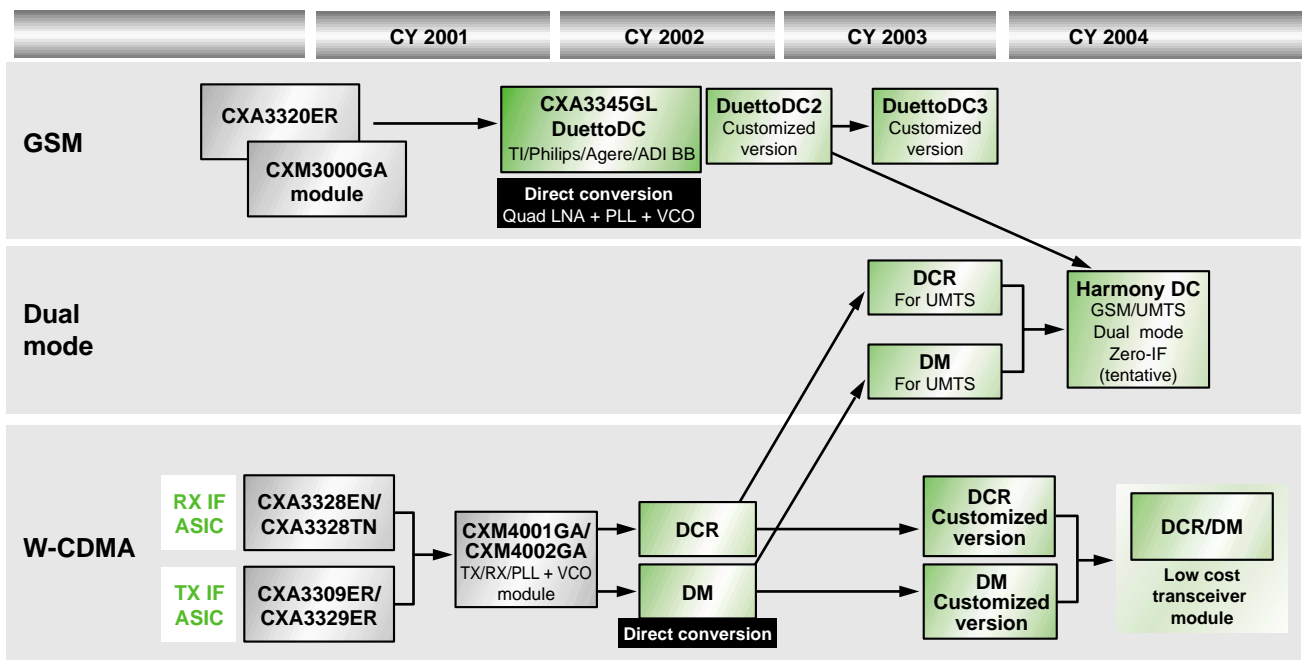 CY 2001
CY 2002
CY 2003
CY 2004
GSM
CXA3320ER
CXM3000GA
module
CXA3345GL
DuettoDC
TI/Philips/Agere/ADI BB
Direct conversion
Quad LNA + PLL + VCO
DuettoDC2
Customized
version
DuettoDC3
Customized
version
Dual
mode
DCR
For UMTS
DM
For UMTS
Harmony DC
GSM/UMTS
Dual mode
Zero-IF
(tentative)
W-CDMA
RX IF
ASIC
CXA3328EN/
CXA3328TN
TX IF
ASIC
CXA3309ER/
CXA3329ER
CXM4001GA/
CXM4002GA
TX/RX/PLL + VCO
module
DCR
DM
Direct conversion
DCR
Customized
version
DM
Customized
version
DCR/DM
Low cost
transceiver
module